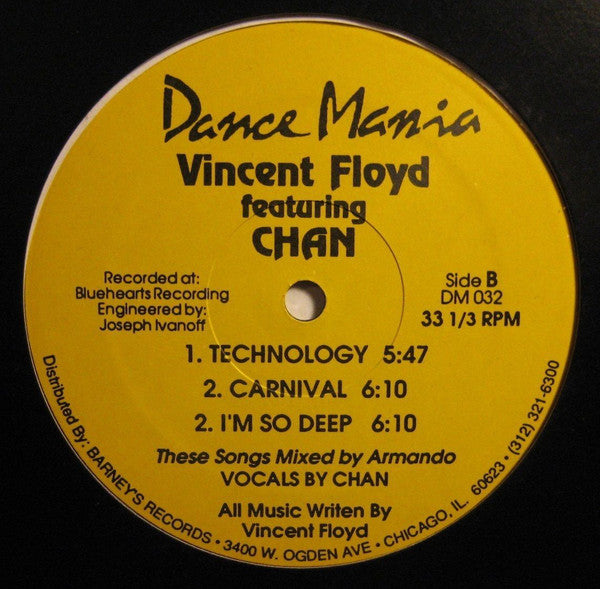 Dance Mania
Vincent Floyd
featuring
CHAN
Recorded at:
Bluehearts Recording
Engineered by:
Joseph Ivanoff
Side B
DM 032
33 1/3 RPM
1. TECHNOLOGY 5:47
2. CARNIVAL 6:10
2. I'M SO DEEP 6:10
These Songs Mixed by Armando
VOCALS BY CHAN
All Music Writen By
Vincent Floyd
Distributed By: BARNEY'S RECORDS • 3400 W. OGDEN AVE • CHICAGO, IL. 60623 • (312) 321-6300